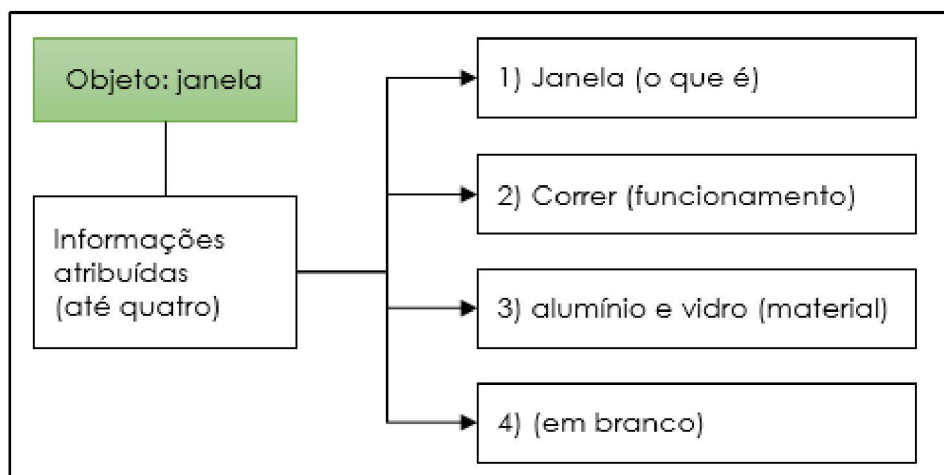 Objeto: janela
Informações
atribuídas
(até quatro)
1) Janela (o que é)
2) Correr (funcionamento)
3) alumínio e vidro (material)
4) (em branco)